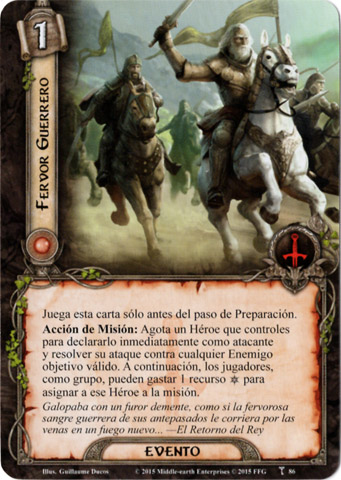 1
FERVOR GUERRERO
Juega esta carta sólo antes del paso de Preparación.
Acción de Misión: Agota un Héroe que controles
para declararlo inmediatamente como atacante
y resolver su ataque contra cualquier Enemigo
objetivo válido. A continuación, los jugadores,
como grupo, pueden gastar 1 recurso para
asignar a ese Héroe a la misión.
Galopaba con un furor demente, como si la fervorosa
sangre guerrera de sus antepasados le corriera por las
venas en un fuego nuevo... —El Retorno del Rey
EVENTO
Illus. Guillaume Ducos © 2015 Middle-earth Enterprises © 2015 FFG 86